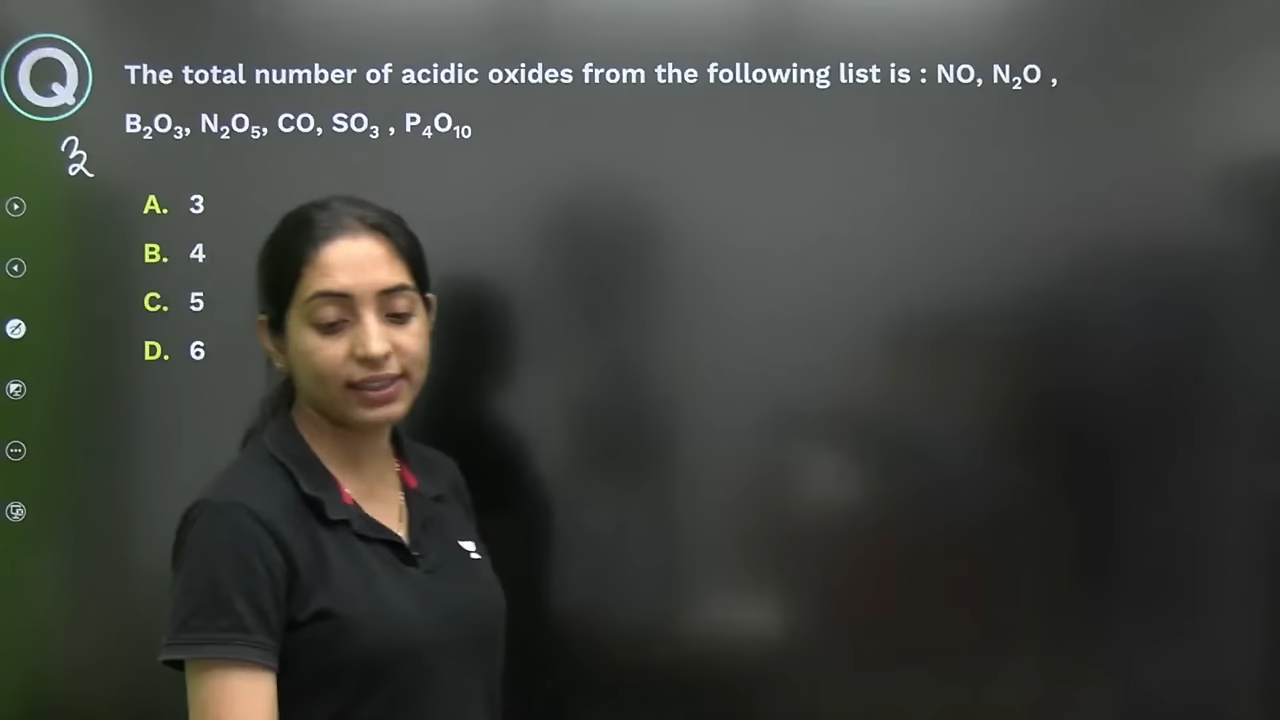 Q
The total number of acidic oxides from the following list is : NO, N₂O ,
B₂O₃, N₂O₅, CO, SO₃ , P₄O₁₀
A. 3
B. 4
C. 5
D. 6